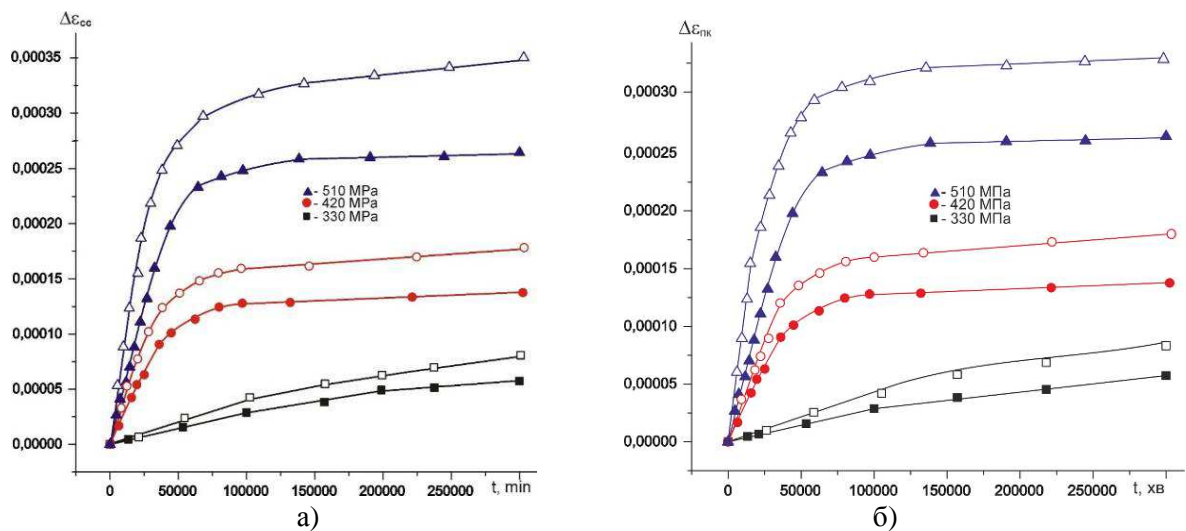 Δε_cc
0,00035
0,00030
0,00025
0,00020
0,00015
0,00010
0,00005
0,00000
▲- 510 MPa
●- 420 MPa
■- 330 MPa
0 50000 100000 150000 200000 250000 t, min
а)
Δε_пк
0,00030
0,00025
0,00020
0,00015
0,00010
0,00005
0,00000
▲- 510 МПа
●- 420 МПа
■- 330 МПа
0 50000 100000 150000 200000 250000 t, хв
б)